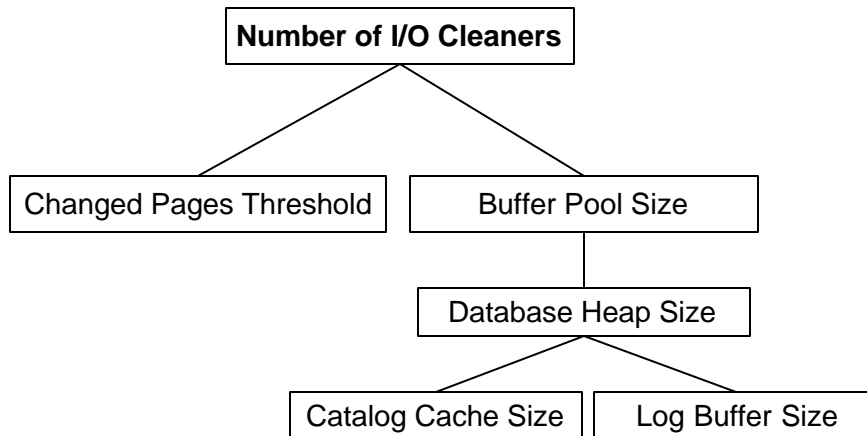 Number of I/O Cleaners
Changed Pages Threshold
Buffer Pool Size
Database Heap Size
Catalog Cache Size
Log Buffer Size